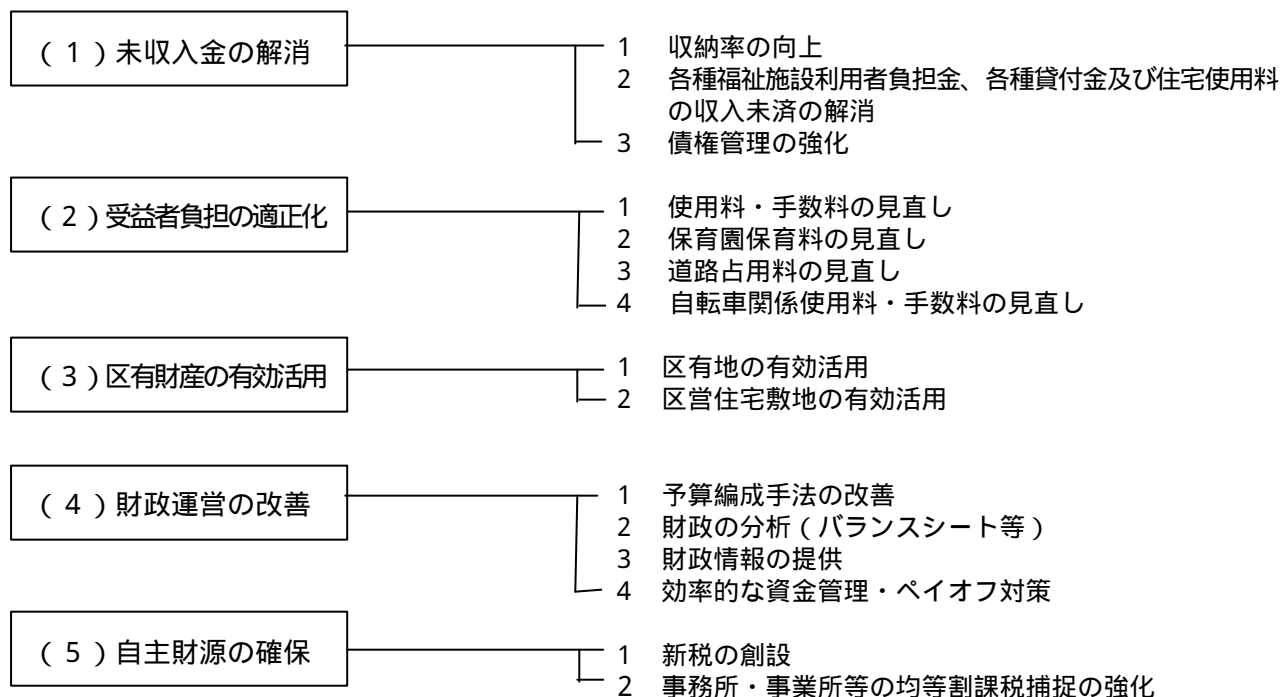 (1)未収入金の解消
1 収納率の向上
2 各種福祉施設利用者負担金、各種貸付金及び住宅使用料
の収入未済の解消
3 債権管理の強化
(2)受益者負担の適正化
1 使用料・手数料の見直し
2 保育園保育料の見直し
3 道路占用料の見直し
4 自転車関係使用料・手数料の見直し
(3)区有財産の有効活用
1 区有地の有効活用
2 区営住宅敷地の有効活用
(4)財政運営の改善
1 予算編成手法の改善
2 財政の分析(バランスシート等)
3 財政情報の提供
4 効率的な資金管理・ペイオフ対策
(5)自主財源の確保
1 新税の創設
2 事務所・事業所等の均等割課税捕捉の強化